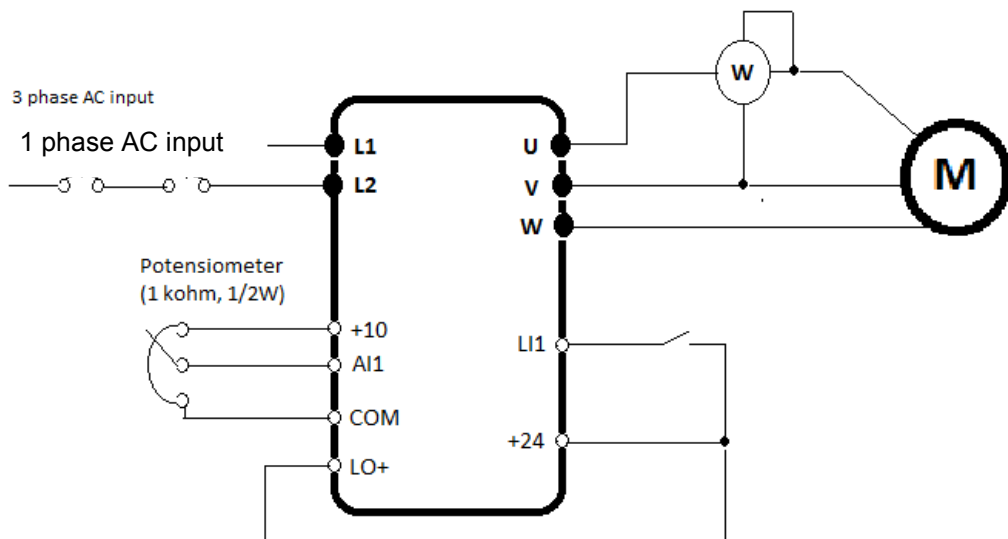 3 phase AC input
1 phase AC input
L1
U
L2
V
W
W
M
Potensiometer
(1 kohm, 1/2W)
+10
AI1
COM
LO+
LI1
+24